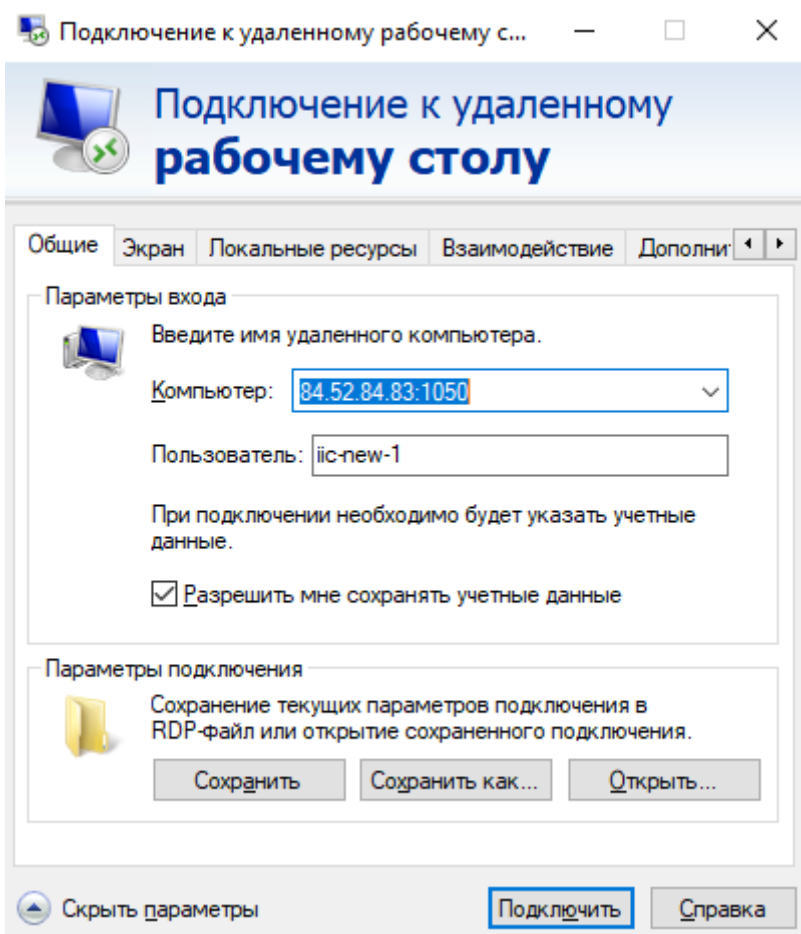 Подключение к удаленному рабочему с...
Подключение к удаленному
рабочему столу
Общие Экран Локальные ресурсы Взаимодействие Дополни
Параметры входа
Введите имя удаленного компьютера.
Компьютер: 84.52.84.83:1050
Пользователь: iic-new-1
При подключении необходимо будет указать учетные
данные.
Разрешить мне сохранять учетные данные
Параметры подключения
Сохранение текущих параметров подключения в
RDP-файл или открытие сохраненного подключения.
Сохранить Сохранить как... Открыть...
Скрыть параметры Подключить Справка